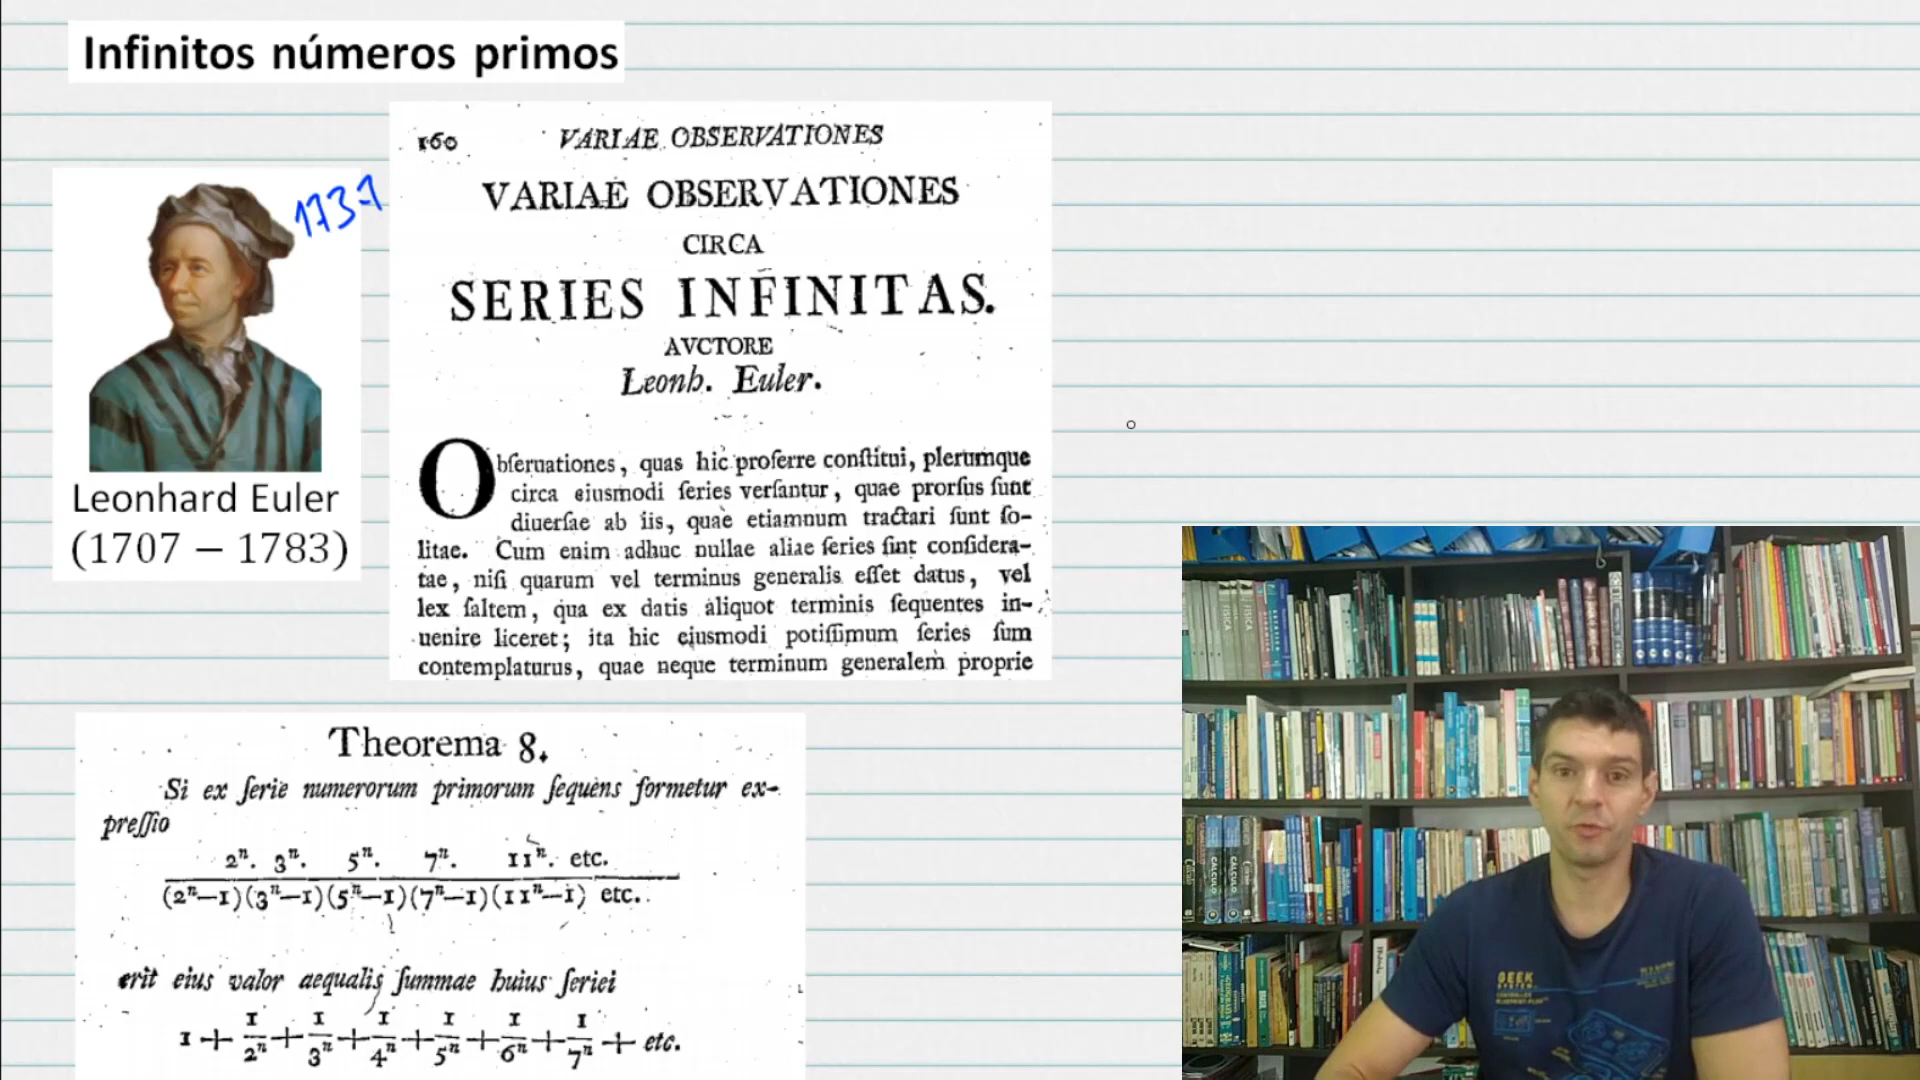 Infinitos números primos
1737
Leonhard Euler
(1707 – 1783)
160 VARIAE OBSERVATIONES
VARIAE OBSERVATIONES
CIRCA
SERIES INFINITAS.
AVCTORE
Leonh. Euler.
Obſeruationes, quas hic proferre conſtitui, plerumque
circa eiusmodi ſeries verſantur, quae prorſus ſunt
diuerſae ab iis, quae etiamnum tractari ſunt ſo-
litae. Cum enim adhuc nullae aliae ſeries ſint conſidera-
tae, niſi quarum vel terminus generalis eſſet datus, vel
lex ſaltem, qua ex datis aliquot terminis ſequentes in-
uenire liceret; ita hic ejusmodi potiſſimum ſeries ſum
contemplaturus, quae neque terminum generalem proprie
Theorema 8.
Si ex ſerie numerorum primorum ſequens formetur ex-
preſſio
2ⁿ. 3ⁿ. 5ⁿ. 7ⁿ. 11ⁿ. etc.
(2ⁿ—1)(3ⁿ—1)(5ⁿ—1)(7ⁿ—1)(11ⁿ—1) etc.
erit eius valor aequalis ſummae huius ſeriei
1 + 1/2ⁿ + 1/3ⁿ + 1/4ⁿ + 1/5ⁿ + 1/6ⁿ + 1/7ⁿ + etc.
FISICA
FISICA
CALCULO
CALCULO
GEEK